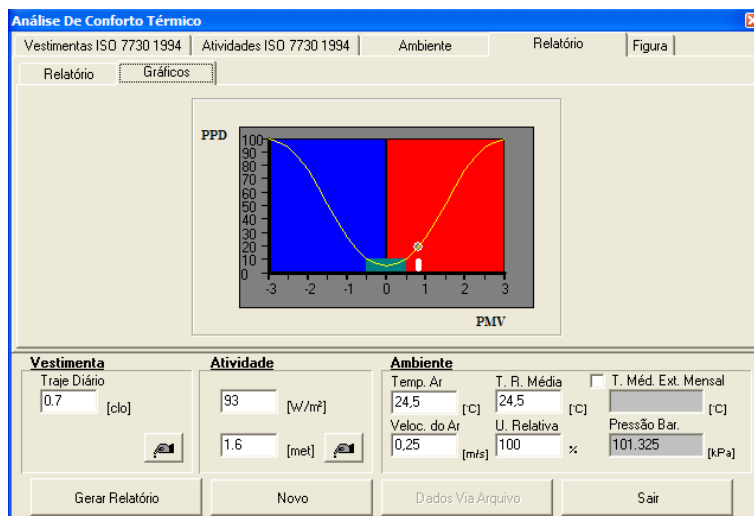 Análise De Conforto Térmico
Vestimentas ISO 7730 1994 Atividades ISO 7730 1994 Ambiente Relatório Figura
Relatório Gráficos
PPD
100
90
80
70
60
50
40
30
20
10
0
-3 -2 -1 0 1 2 3
PMV
Vestimenta Atividade Ambiente
Traje Diário Temp. Ar T. R. Média T. Méd. Ext. Mensal
0.7 [clo] 93 [W/m²] 24,5 [°C] 24,5 [°C] [°C]
Veloc. do Ar U. Relativa Pressão Bar.
1.6 [met] 0,25 [m/s] 100 % 101.325 [kPa]
Gerar Relatório Novo Dados Via Arquivo Sair